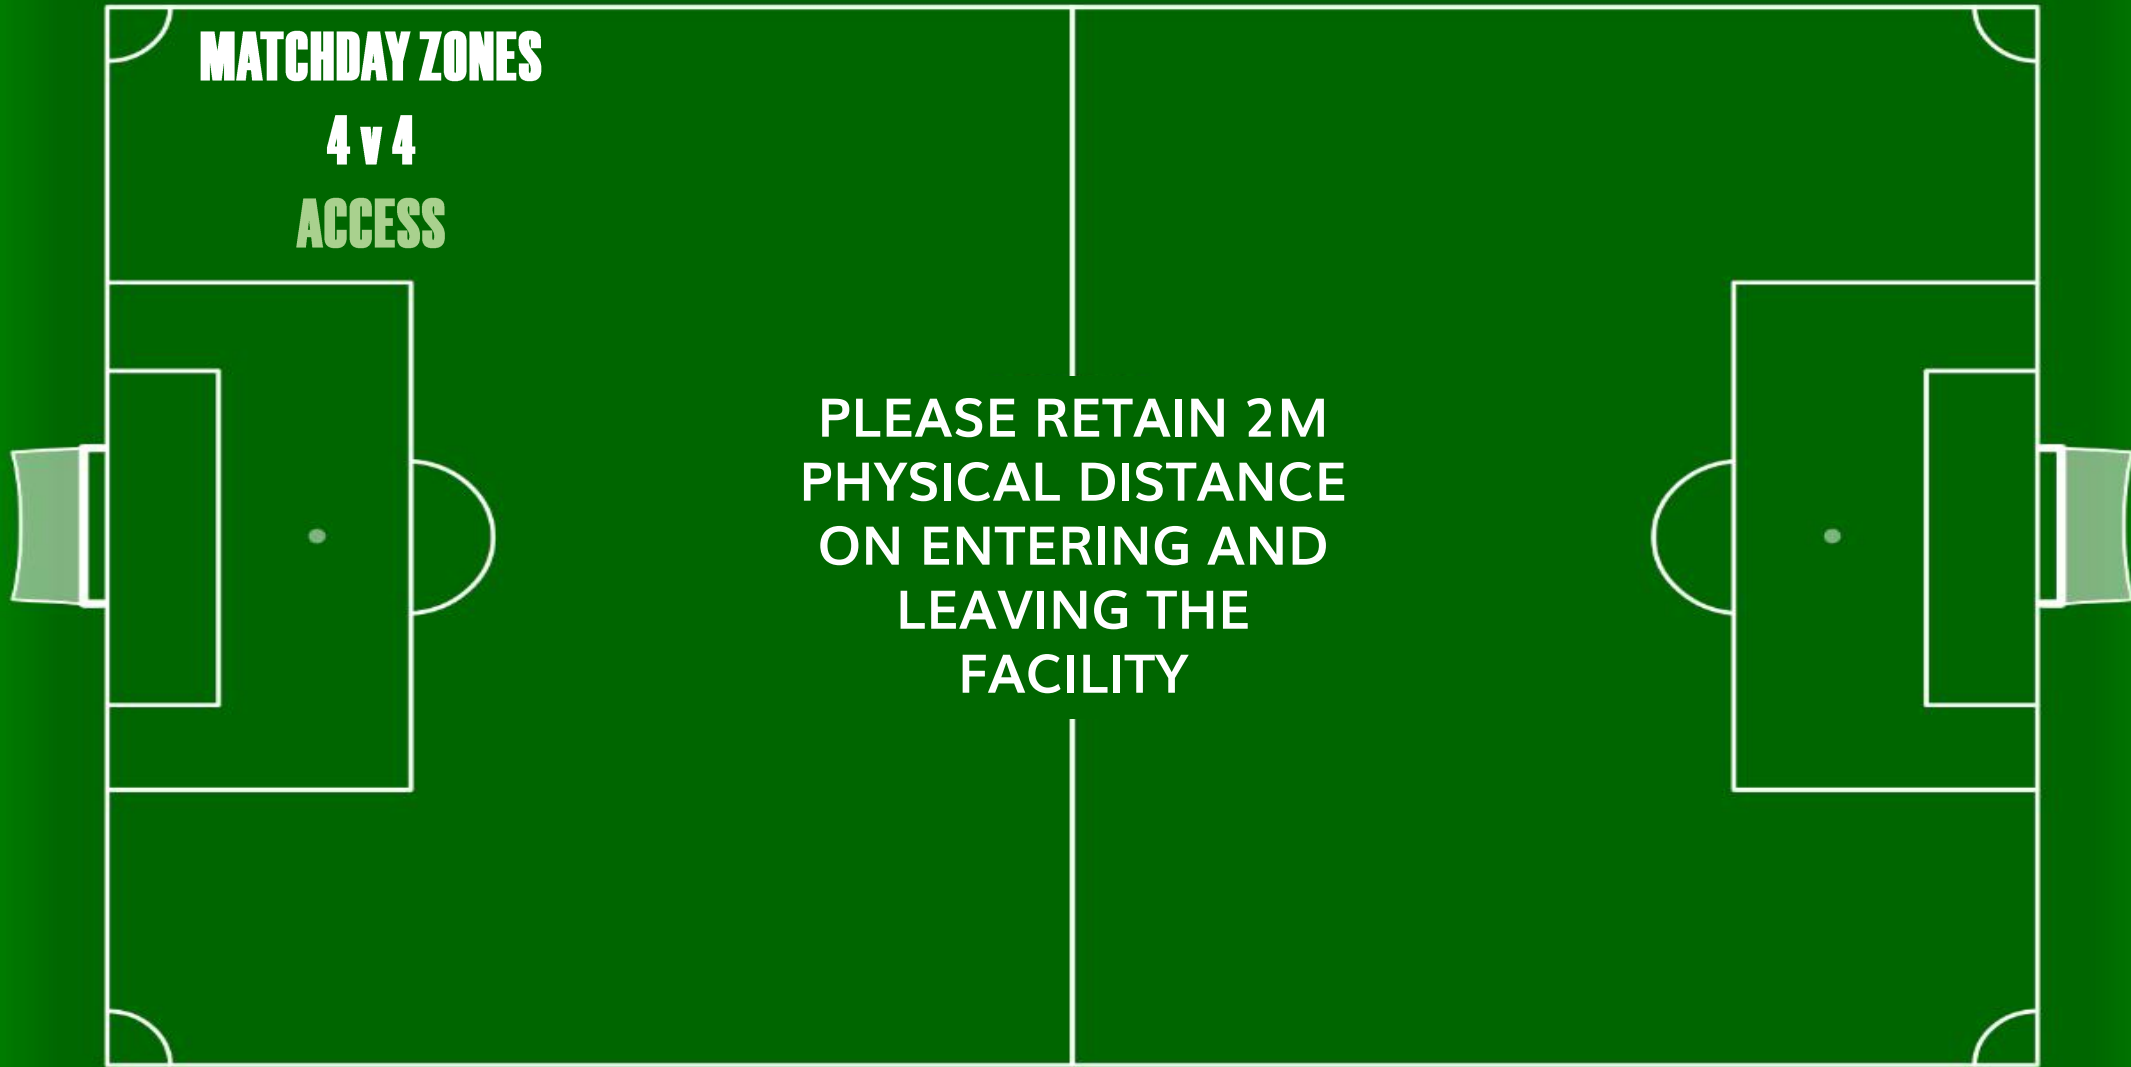 MATCHDAY ZONES
4 v 4
ACCESS
PLEASE RETAIN 2M
PHYSICAL DISTANCE
ON ENTERING AND
LEAVING THE
FACILITY